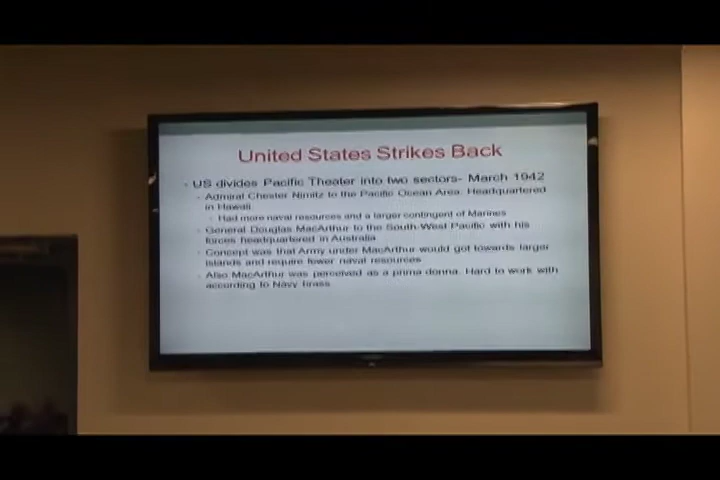 United States Strikes Back
US divides Pacific Theater into two sectors- March 1942
Admiral Chester Nimitz to the Pacific Ocean Area. Headquartered
in Hawaii
Had more naval resources and a larger contingent of Marines
General Douglas MacArthur to the South-West Pacific with his
forces headquartered in Australia
Concept was that Army under MacArthur would got towards larger
islands and require fewer naval resources
Also MacArthur was perceived as a prima donna. Hard to work with
according to Navy brass